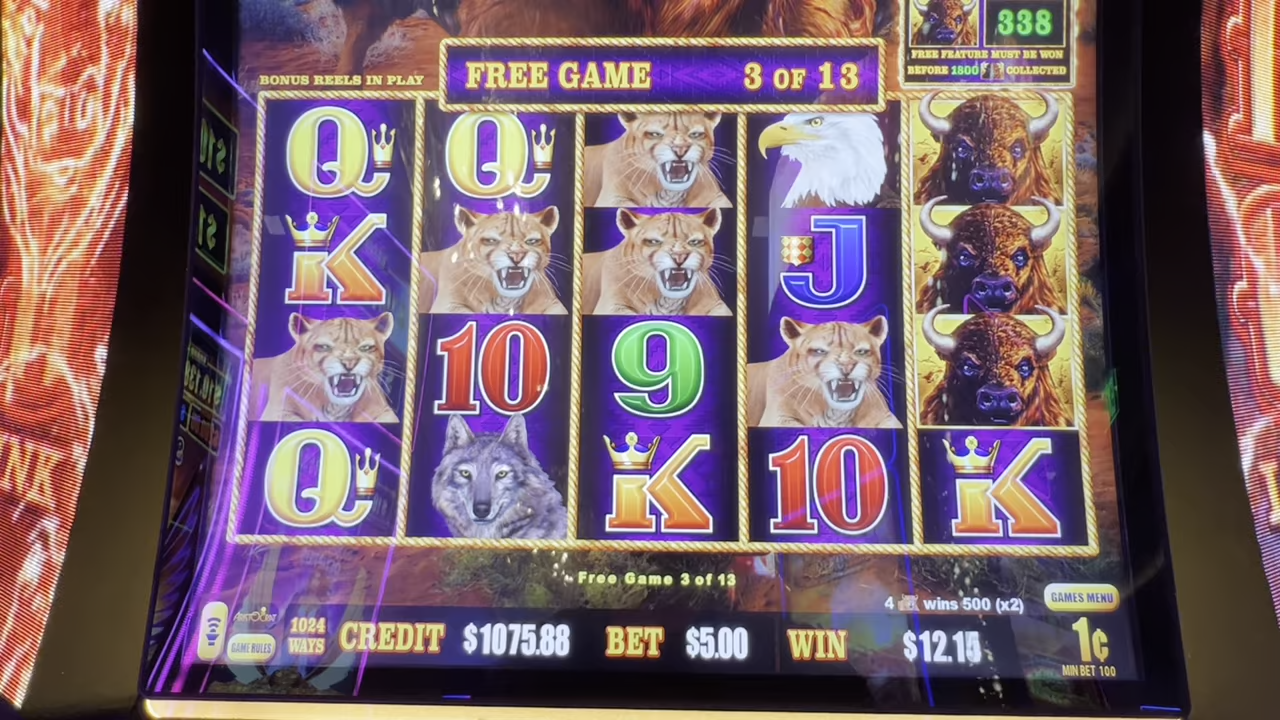 338
FREE FEATURE MUST BE WON
BEFORE 1800 COLLECTED
BONUS REELS IN PLAY
FREE GAME 3 OF 13
Q Q
K J
10 9
Q K 10 K
Free Game 3 of 13
4 wins 500 (x2)
GAMES MENU
ARISTOCRAT
GAME RULES
1024
WAYS
CREDIT $1075.88 BET $5.00 WIN $12.15
1¢
MIN BET 100